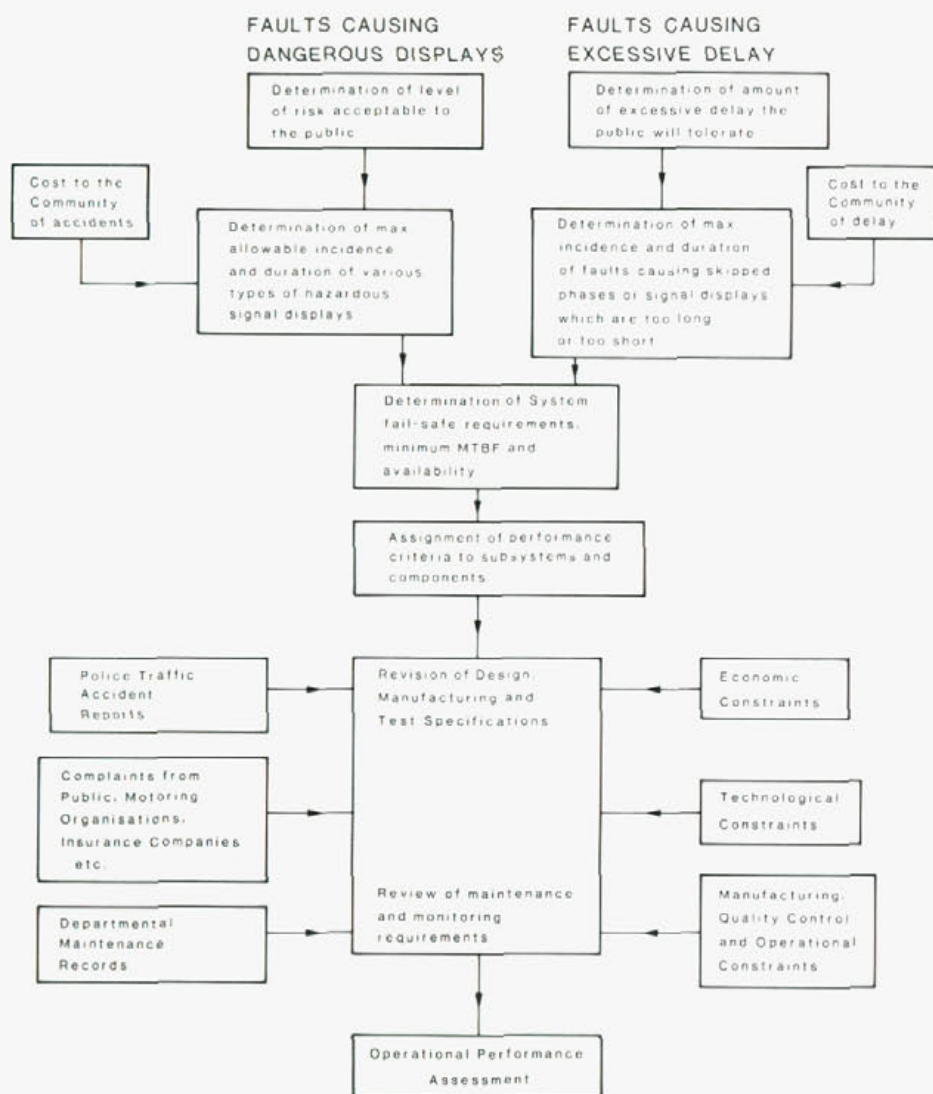 FAULTS CAUSING
DANGEROUS DISPLAYS
FAULTS CAUSING
EXCESSIVE DELAY
Determination of level
of risk acceptable to
the public
Determination of amount
of excessive delay the
public will tolerate
Cost to the
Community
of accidents
Determination of max
allowable incidence
and duration of various
types of hazardous
signal displays
Determination of max
incidence and duration
of faults causing skipped
phases or signal displays
which are too long
or too short
Cost to the
Community
of delay
Determination of System
fail-safe requirements,
minimum MTBF and
availability
Assignment of performance
criteria to subsystems and
components
Police Traffic
Accident
Reports
Complaints from
Public, Motoring
Organisations,
Insurance Companies
etc.
Departmental
Maintenance
Records
Revision of Design,
Manufacturing and
Test Specifications
Review of maintenance
and monitoring
requirements
Economic
Constraints
Technological
Constraints
Manufacturing,
Quality Control
and Operational
Constraints
Operational Performance
Assessment